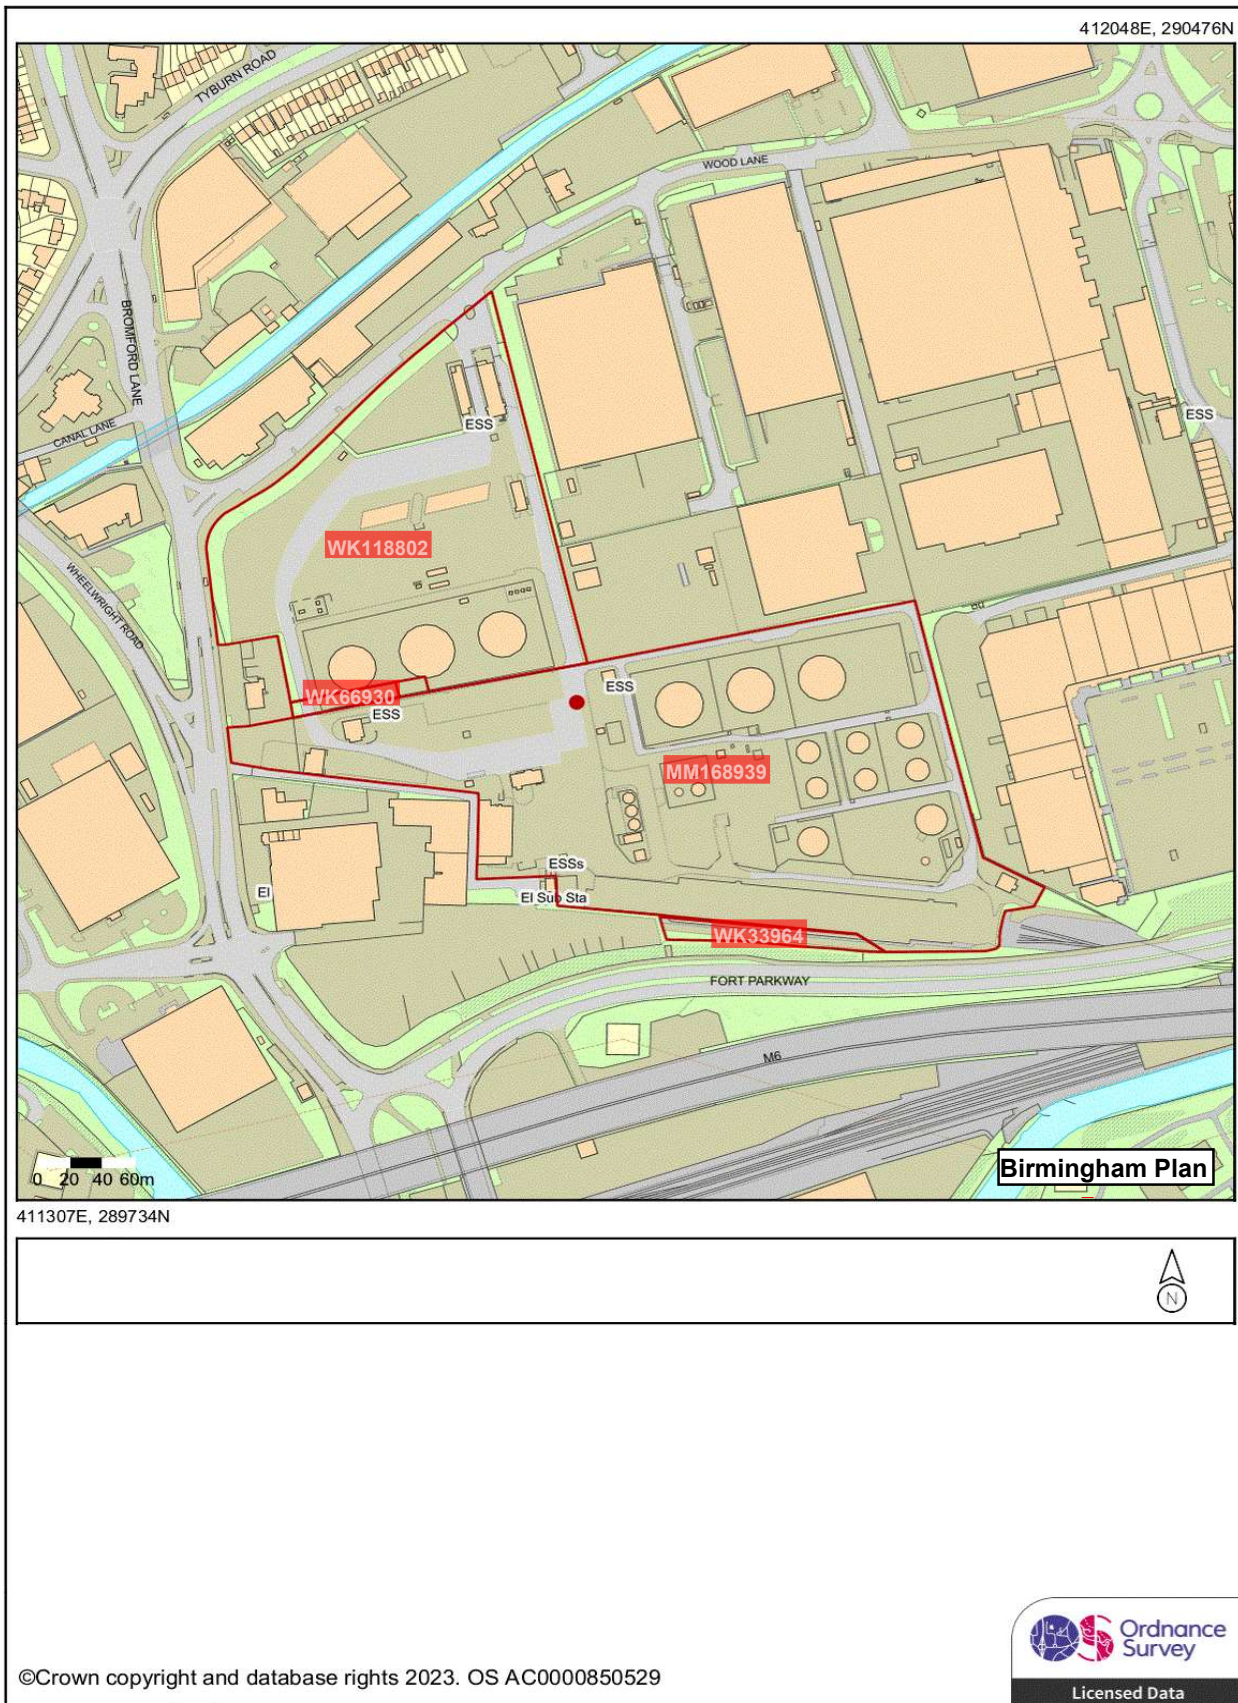 412048E, 290476N
TYBURN ROAD
WOOD LANE
BROMFORD LANE
CANAL LANE
ESS
ESS
WK118802
WHEELWRIGHT ROAD
ESS
WK66930
ESS
MM168939
ESSs
El
El Sub Sta
WK33964
FORT PARKWAY
M6
0 20 40 60m
Birmingham Plan
411307E, 289734N
N
Ordnance
Survey
©Crown copyright and database rights 2023. OS AC0000850529
Licensed Data